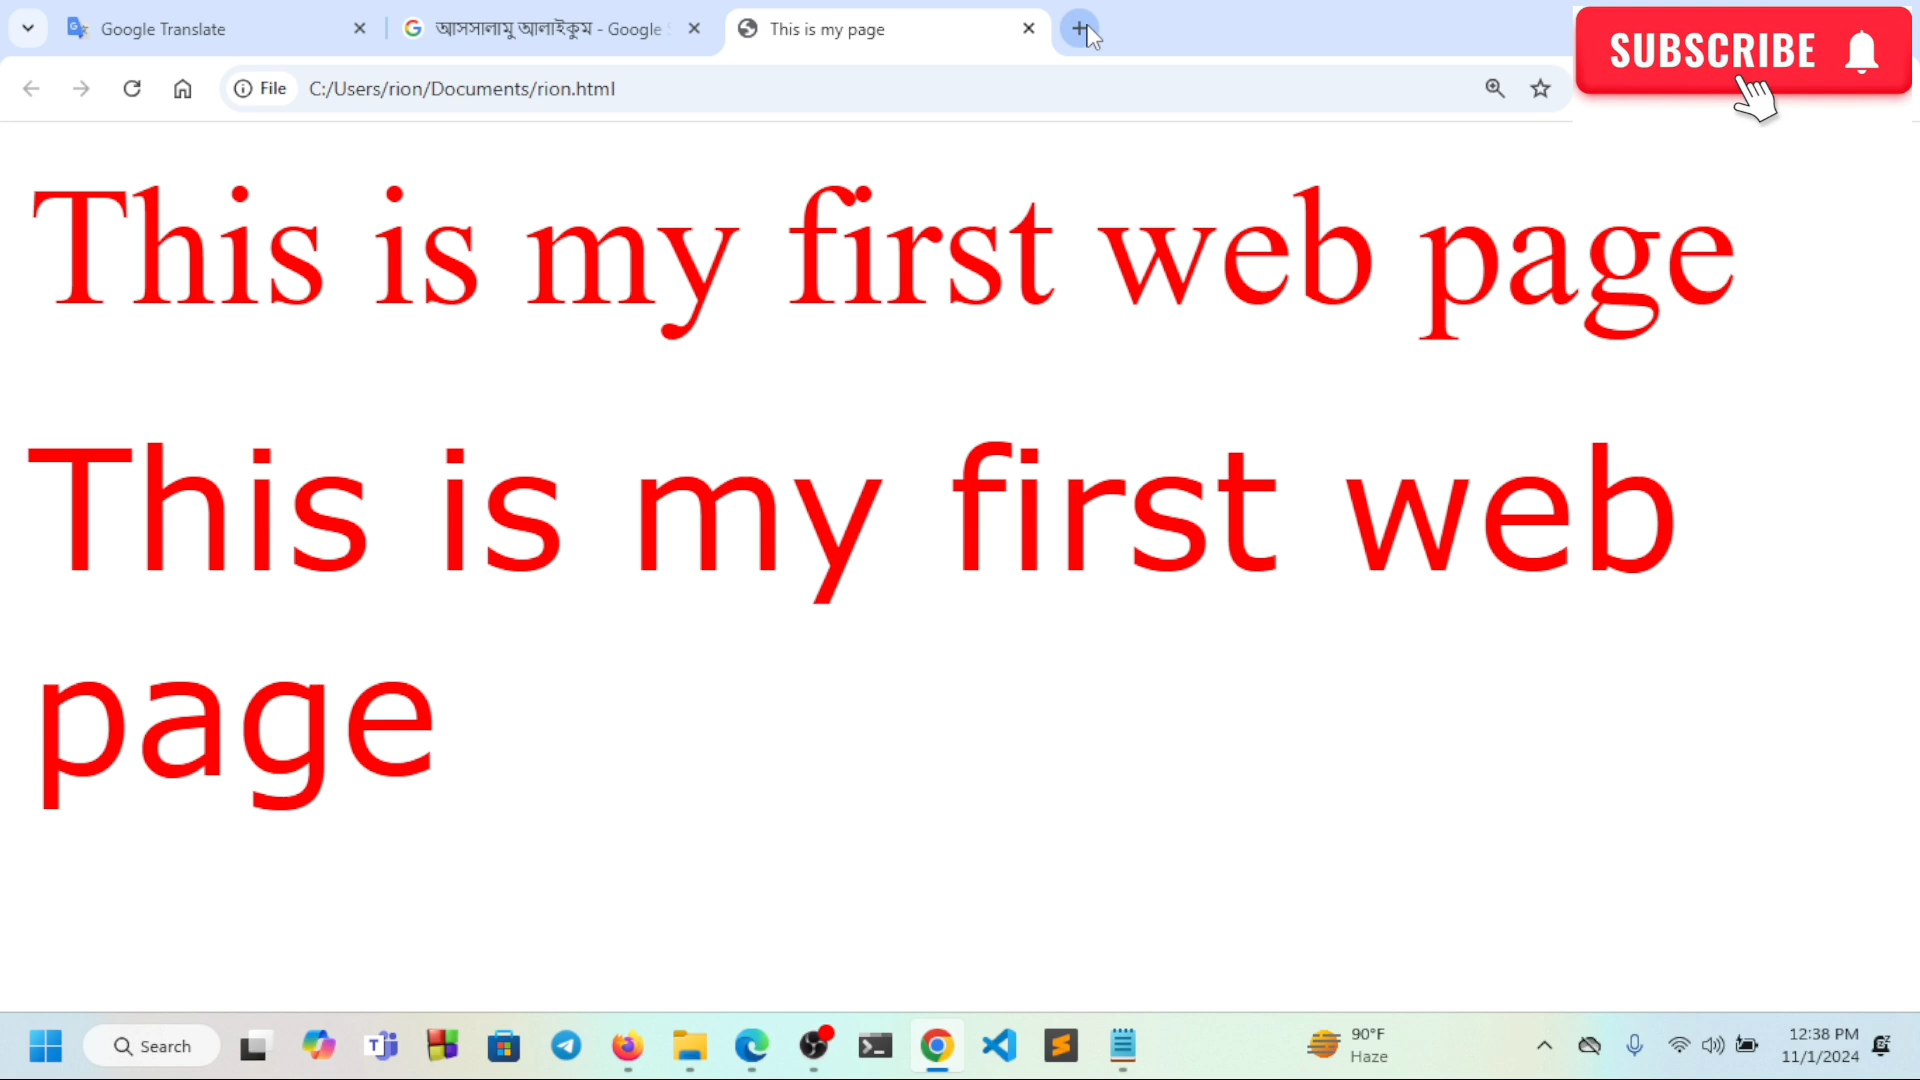 Google Translate
আসসালামু আলাইকুম - Google
This is my page
SUBSCRIBE
File
C:/Users/rion/Documents/rion.html
This is my first web page
This is my first web
page
Search
90°F
Haze
12:38 PM
11/1/2024